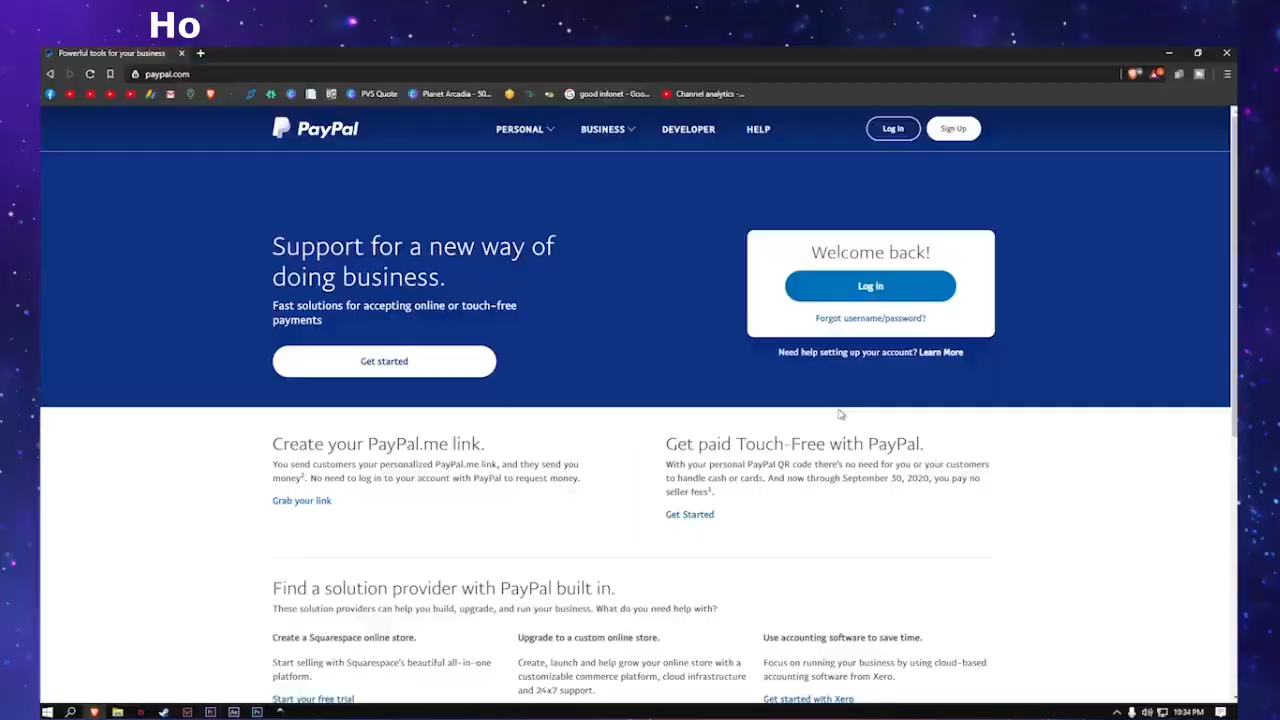 Ho
Powerful tools for your business
paypal.com
PVS Quote
Planet Arcadia - 50...
good infonet - Goo...
Channel analytics -...
PayPal
PERSONAL
BUSINESS
DEVELOPER
HELP
Log In
Sign Up
Support for a new way of
doing business.
Fast solutions for accepting online or touch-free
payments
Get started
Welcome back!
Log in
Forgot username/password?
Need help setting up your account? Learn More
Create your PayPal.me link.
You send customers your personalized PayPal.me link, and they send you
money². No need to log in to your account with PayPal to request money.
Grab your link
Get paid Touch-Free with PayPal.
With your personal PayPal QR code there's no need for you or your customers
to handle cash or cards. And now through September 30, 2020, you pay no
seller fees¹.
Get Started
Find a solution provider with PayPal built in.
These solution providers can help you build, upgrade, and run your business. What do you need help with?
Create a Squarespace online store.
Start selling with Squarespace's beautiful all-in-one
platform.
Start your free trial
Upgrade to a custom online store.
Create, launch and help grow your online store with a
customizable commerce platform, cloud infrastructure
and 24x7 support.
Use accounting software to save time.
Focus on running your business by using cloud-based
accounting software from Xero.
Get started with Xero
10:34 PM